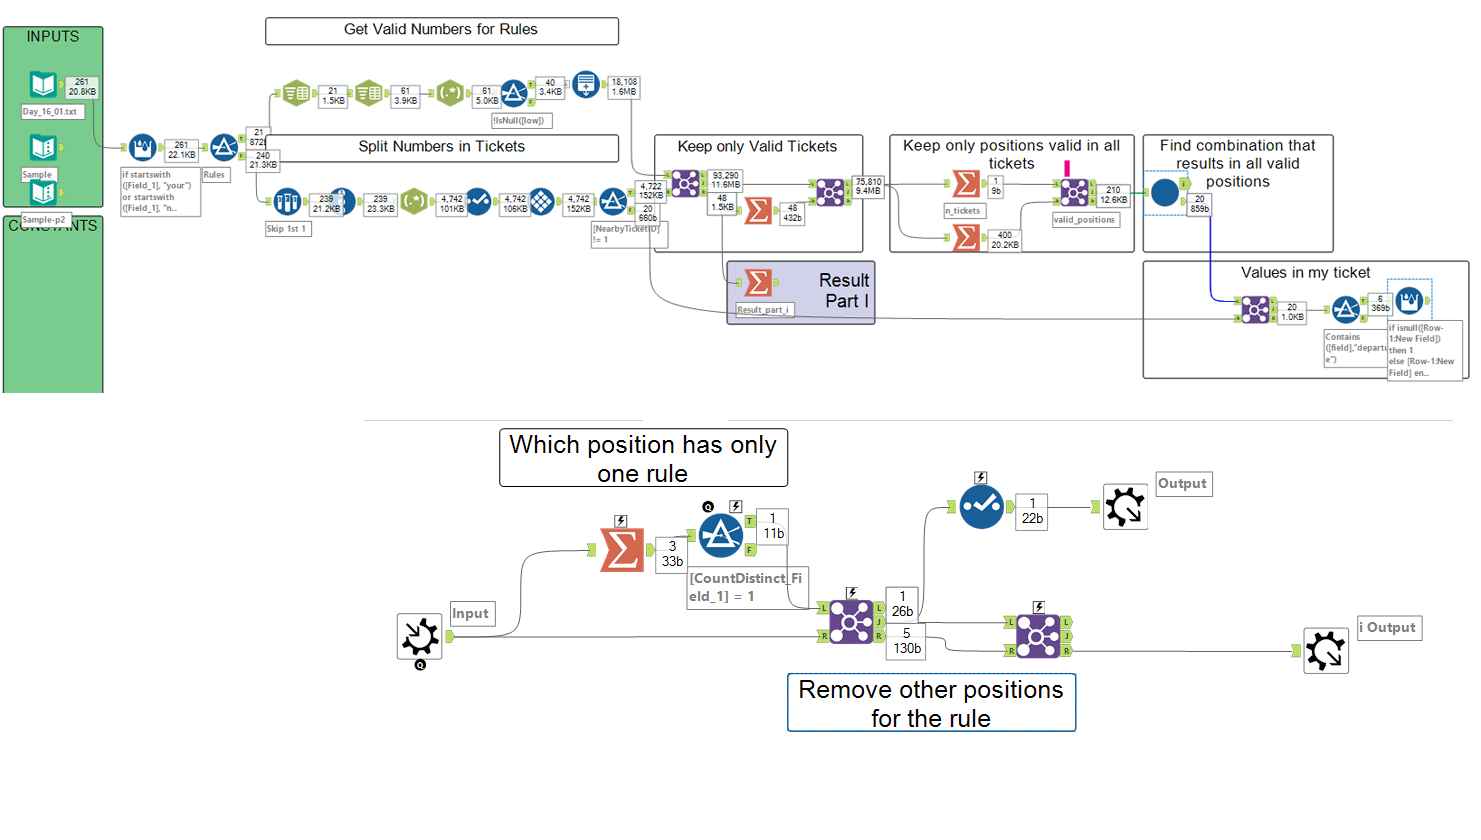 INPUTS
261
20.8KB
Day_16_01.txt
Sample
Sample-p2
CONSTANTS
261
22.1KB
if startswith
([Field_1], "your")
or startswith
([Field_1], "n...
Rules
21
872b
240
21.3KB
Get Valid Numbers for Rules
21
1.5KB
61
3.9KB
61
5.0KB
!IsNull([low])
40
3.4KB
18,108
1.6MB
Split Numbers in Tickets
Skip 1st 1
239
21.2KB
239
23.3KB
4,742
101KB
4,742
106KB
4,742
152KB
[NearbyTicketID]
!= 1
4,722
152KB
20
660b
Keep only Valid Tickets
93,290
11.6MB
48
1.5KB
48
432b
75,810
9.4MB
Result
Part I
Result_part_i
Keep only positions valid in all
tickets
1
9b
n_tickets
400
20.2KB
valid_positions
210
12.6KB
Find combination that
results in all valid
positions
i
20
859b
Values in my ticket
20
1.0KB
Contains
([field],"departu
e")
6
369b
if isnull([Row-
1:New Field])
then 1
else [Row-1:New
Field] en...
Which position has only
one rule
Input
Q
3
33b
Q
T
F
1
11b
[CountDistinct_Fi
eld_1] = 1
L
R
L
J
R
1
26b
5
130b
1
22b
Output
L
R
L
J
R
i Output
Remove other positions
for the rule